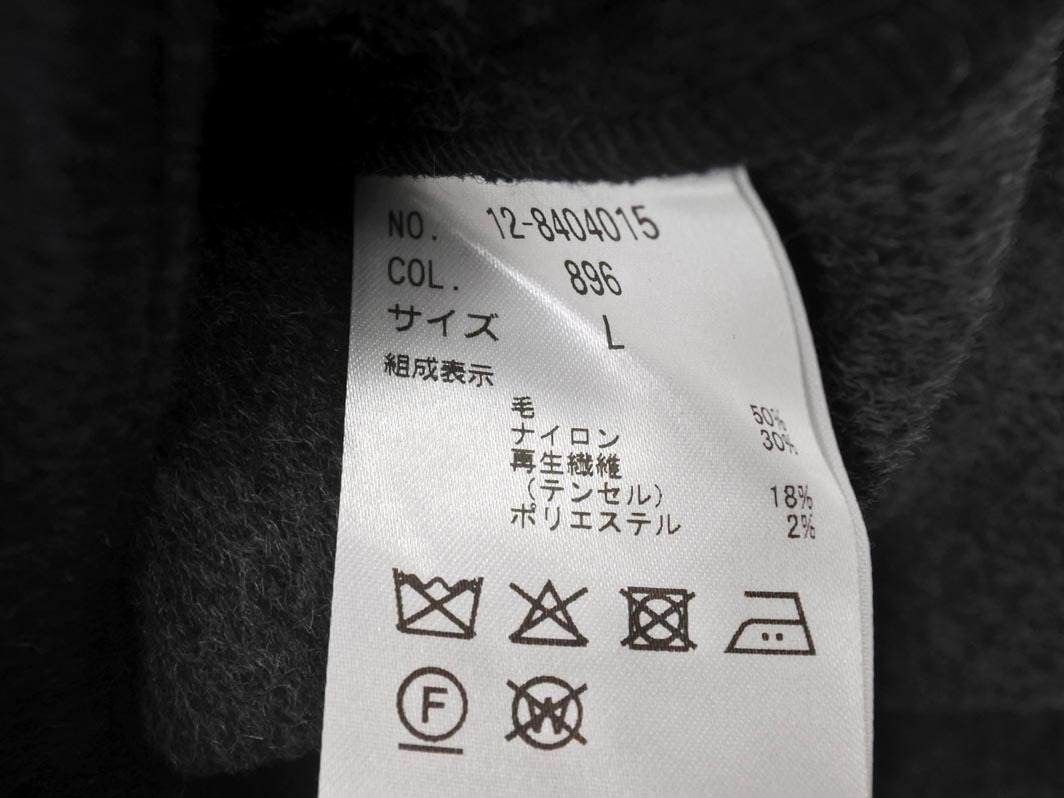 NO. 12-8404015
COL. 896
サイズ L
組成表示
毛 50%
ナイロン 30%
再生繊維
(テンセル) 18%
ポリエステル 2%
F W